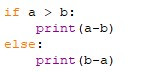 if a > b:
    print(a-b)
else:
    print(b-a)